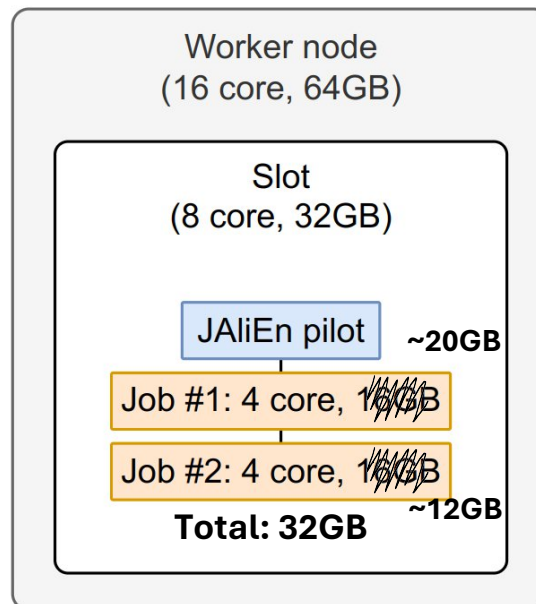 Worker node
(16 core, 64GB)
Slot
(8 core, 32GB)
JAliEn pilot
~20GB
Job #1: 4 core, 16GB
Job #2: 4 core, 16GB
~12GB
Total: 32GB